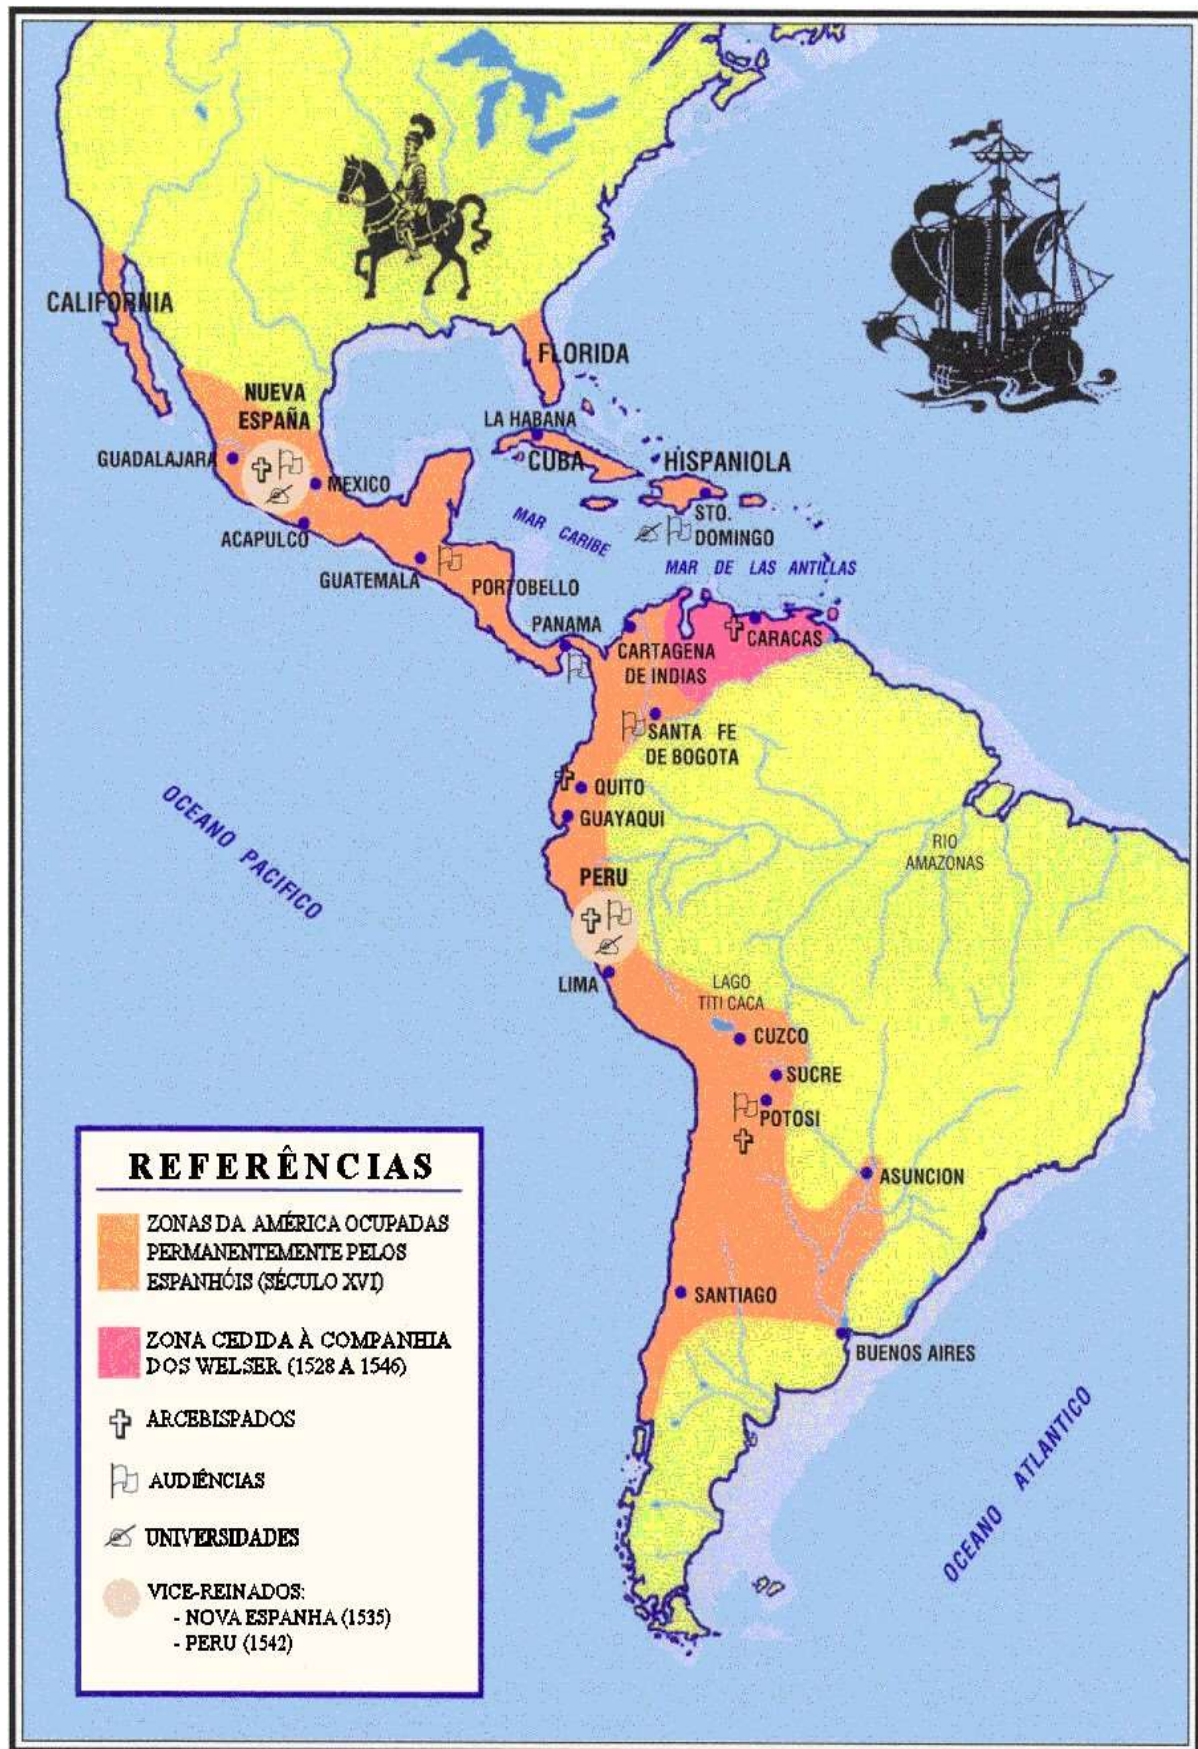 CALIFORNIA
FLORIDA
NUEVA
ESPAÑA
LA HABANA
CUBA
HISPANIOLA
GUADALAJARA
MEXICO
STO.
DOMINGO
MAR CARIBE
ACAPULCO
MAR DE LAS ANTILLAS
GUATEMALA
PORTOBELLO
PANAMA
CARACAS
CARTAGENA
DE INDIAS
SANTA FE
DE BOGOTA
QUITO
GUAYAQUI
OCEANO PACIFICO
RIO
AMAZONAS
PERU
LIMA
LAGO
TITI CACA
CUZCO
SUCRE
POTOSI
ASUNCION
SANTIAGO
BUENOS AIRES
OCEANO ATLANTICO
REFERÊNCIAS
ZONAS DA AMÉRICA OCUPADAS
PERMANENTEMENTE PELOS
ESPANHÓIS (SÉCULO XVI)
ZONA CEDIDA À COMPANHIA
DOS WELSER (1528 A 1546)
ARCEBISPADOS
AUDIÊNCIAS
UNIVERSIDADES
VICE-REINADOS:
- NOVA ESPANHA (1535)
- PERU (1542)